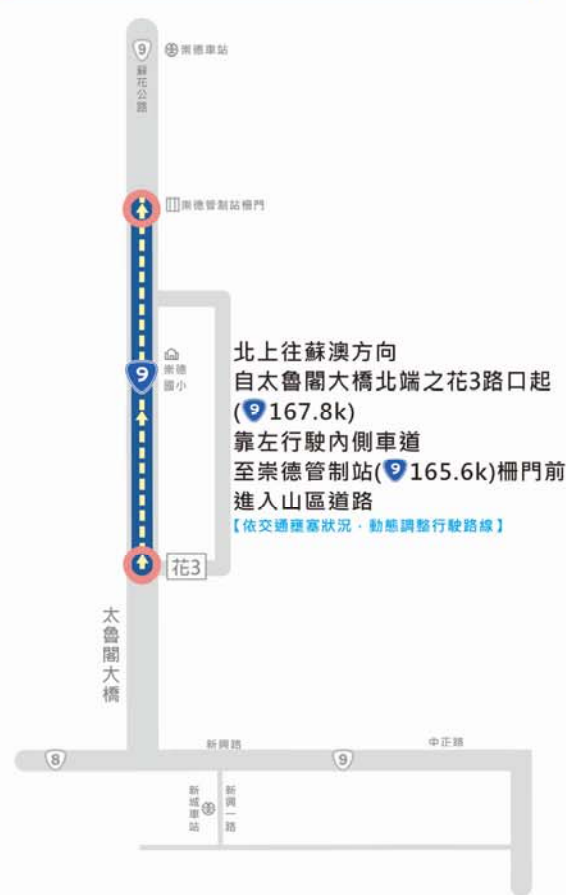 9
崇德車站
蘇花公路
崇德管制站柵門
崇德
國小
9
北上往蘇澳方向
自太魯閣大橋北端之花3路口起
(9 167.8k)
靠左行駛內側車道
至崇德管制站(9 165.6k)柵門前
進入山區道路
【依交通壅塞狀況，動態調整行駛路線】
花3
太魯閣大橋
新興路
中正路
8
9
新城車站
新興一路